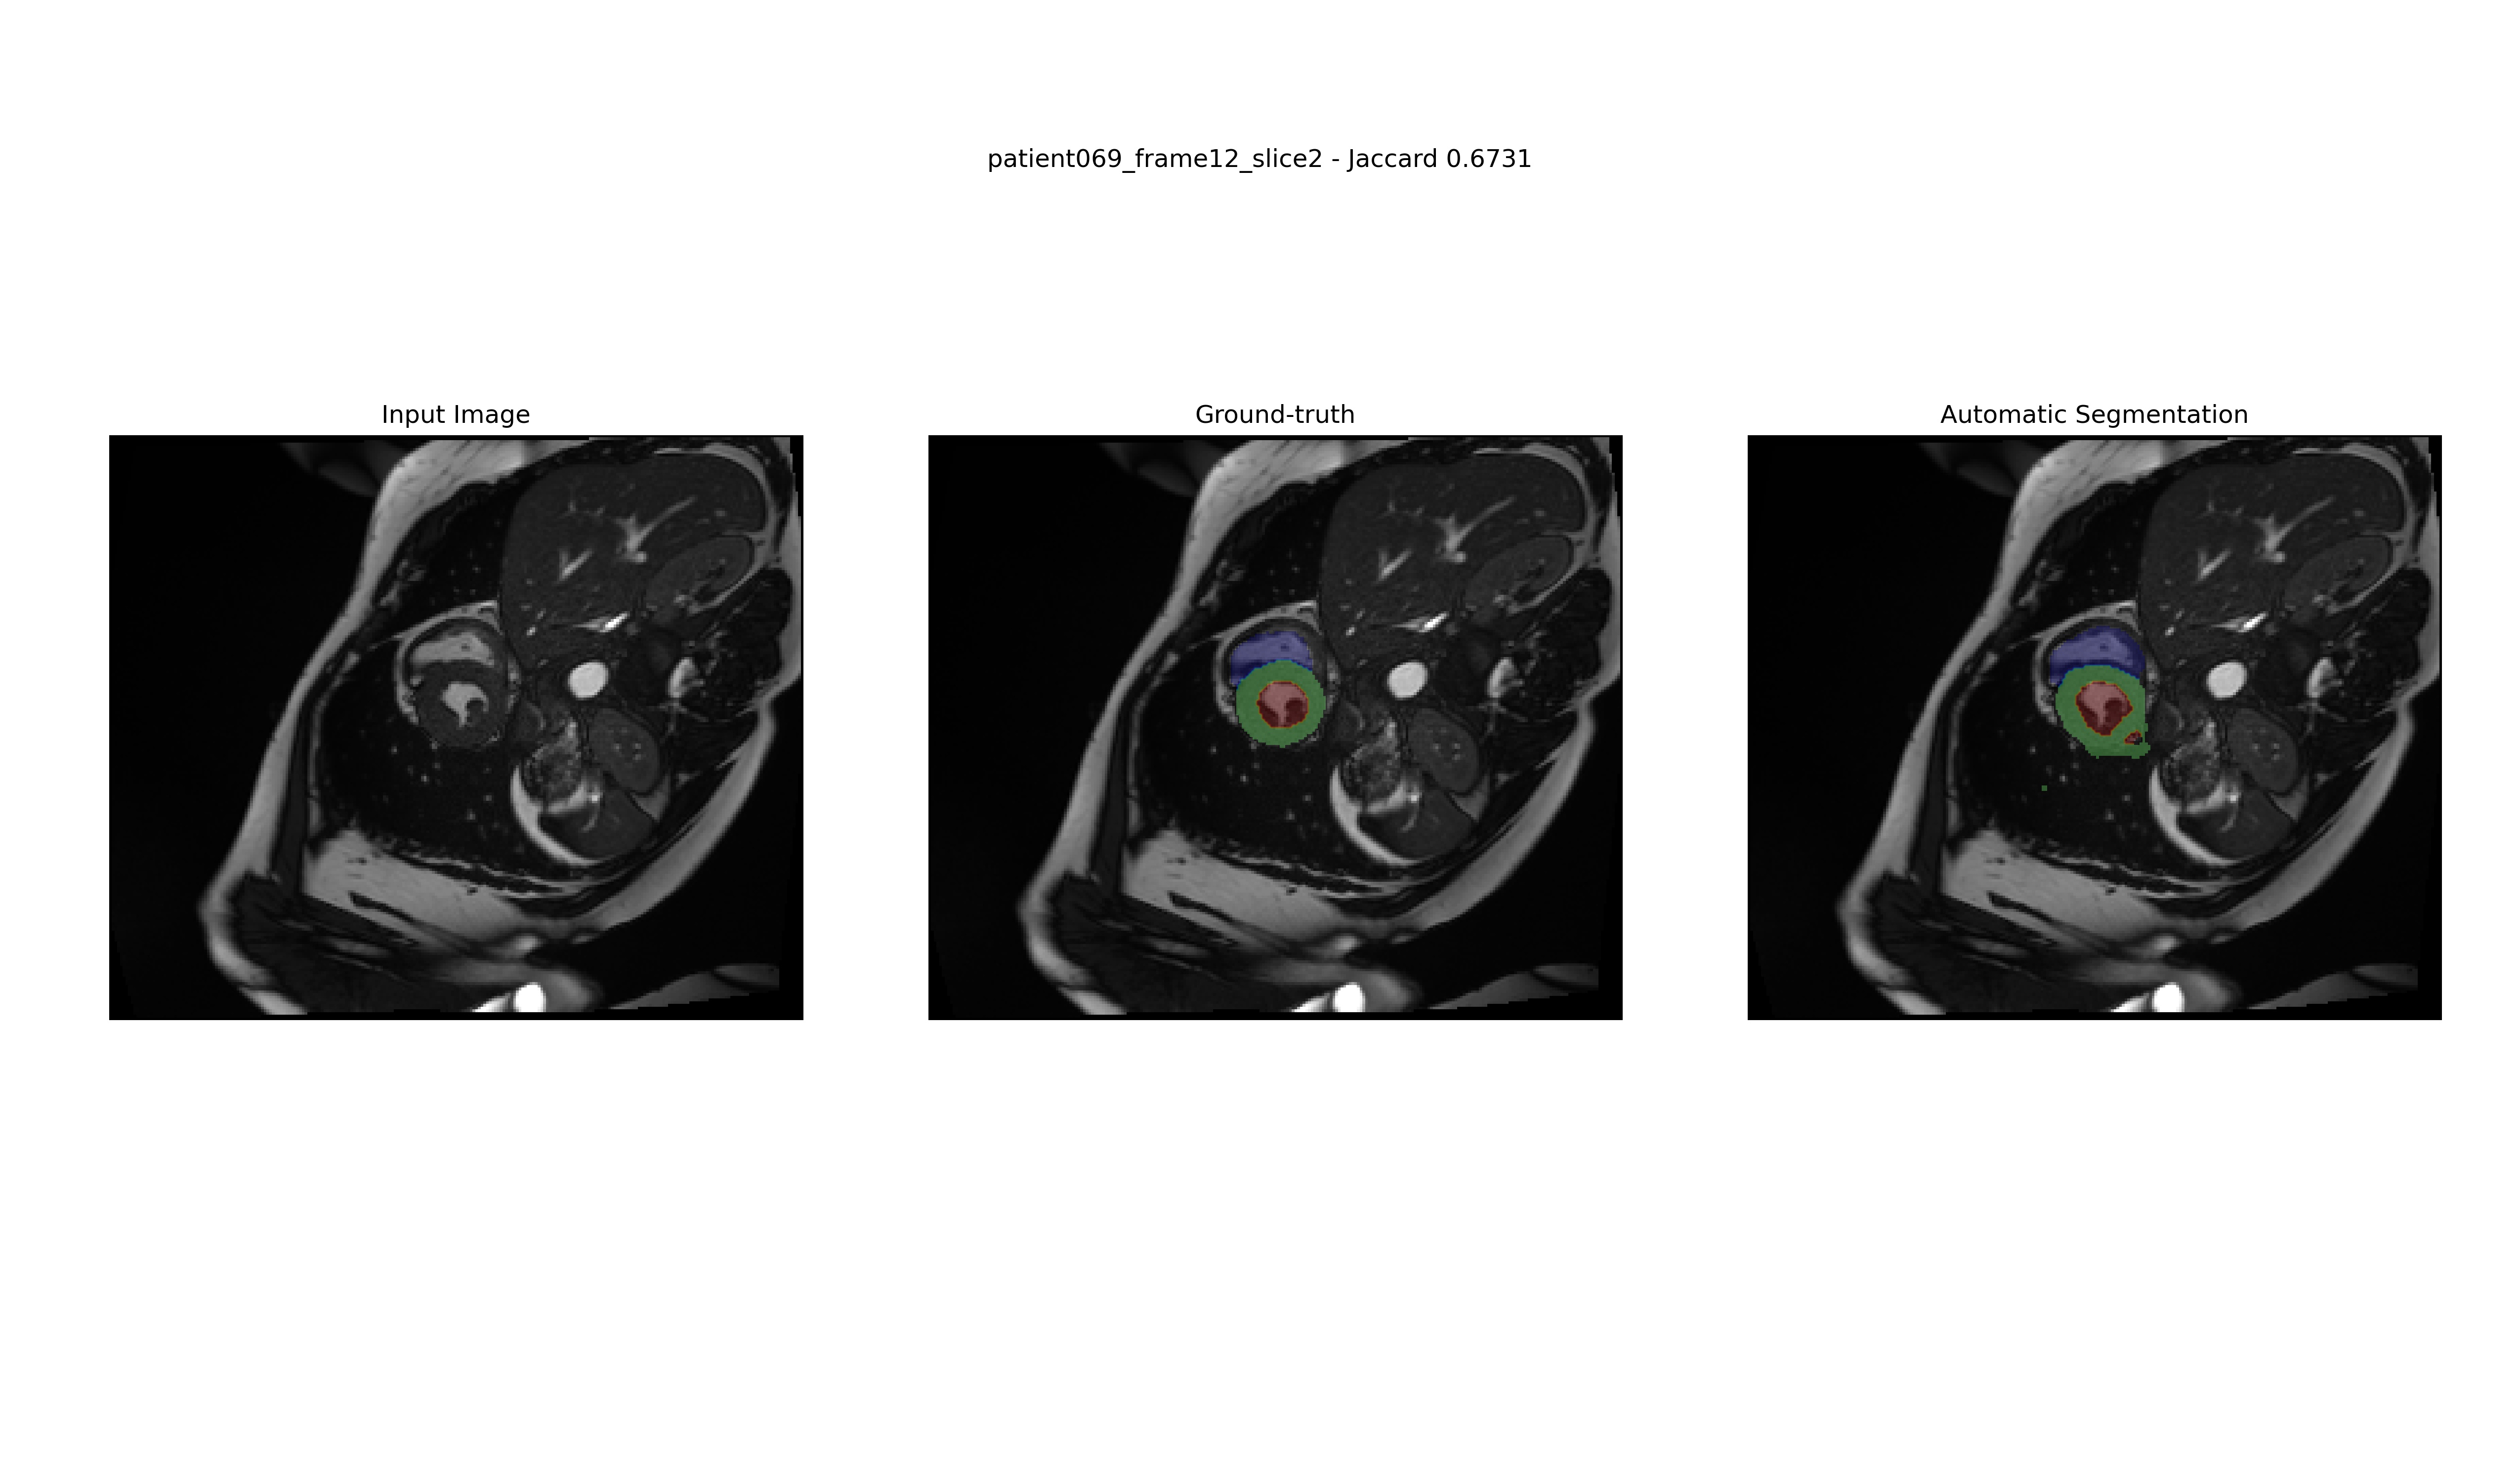 patient069_frame12_slice2 - Jaccard 0.6731
Input Image
Ground-truth
Automatic Segmentation